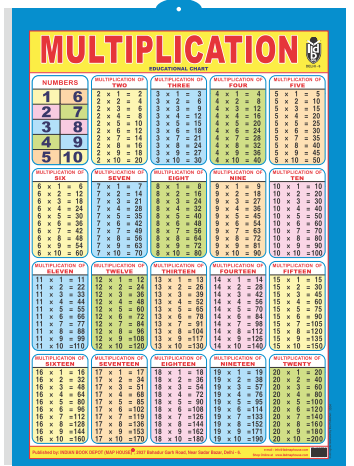 MULTIPLICATION
EDUCATIONAL CHART
NUMBERS
1 6
2 7
3 8
4 9
5 10
MULTIPLICATION OF
TWO
2 x 1 = 2
2 x 2 = 4
2 x 3 = 6
2 x 4 = 8
2 x 5 = 10
2 x 6 = 12
2 x 7 = 14
2 x 8 = 16
2 x 9 = 18
2 x 10 = 20
MULTIPLICATION OF
THREE
3 x 1 = 3
3 x 2 = 6
3 x 3 = 9
3 x 4 = 12
3 x 5 = 15
3 x 6 = 18
3 x 7 = 21
3 x 8 = 24
3 x 9 = 27
3 x 10 = 30
MULTIPLICATION OF
FOUR
4 x 1 = 4
4 x 2 = 8
4 x 3 = 12
4 x 4 = 16
4 x 5 = 20
4 x 6 = 24
4 x 7 = 28
4 x 8 = 32
4 x 9 = 36
4 x 10 = 40
MULTIPLICATION OF
FIVE
5 x 1 = 5
5 x 2 = 10
5 x 3 = 15
5 x 4 = 20
5 x 5 = 25
5 x 6 = 30
5 x 7 = 35
5 x 8 = 40
5 x 9 = 45
5 x 10 = 50
MULTIPLICATION OF
SIX
6 x 1 = 6
6 x 2 = 12
6 x 3 = 18
6 x 4 = 24
6 x 5 = 30
6 x 6 = 36
6 x 7 = 42
6 x 8 = 48
6 x 9 = 54
6 x 10 = 60
MULTIPLICATION OF
SEVEN
7 x 1 = 7
7 x 2 = 14
7 x 3 = 21
7 x 4 = 28
7 x 5 = 35
7 x 6 = 42
7 x 7 = 49
7 x 8 = 56
7 x 9 = 63
7 x 10 = 70
MULTIPLICATION OF
EIGHT
8 x 1 = 8
8 x 2 = 16
8 x 3 = 24
8 x 4 = 32
8 x 5 = 40
8 x 6 = 48
8 x 7 = 56
8 x 8 = 64
8 x 9 = 72
8 x 10 = 80
MULTIPLICATION OF
NINE
9 x 1 = 9
9 x 2 = 18
9 x 3 = 27
9 x 4 = 36
9 x 5 = 45
9 x 6 = 54
9 x 7 = 63
9 x 8 = 72
9 x 9 = 81
9 x 10 = 90
MULTIPLICATION OF
TEN
10 x 1 = 10
10 x 2 = 20
10 x 3 = 30
10 x 4 = 40
10 x 5 = 50
10 x 6 = 60
10 x 7 = 70
10 x 8 = 80
10 x 9 = 90
10 x 10 = 100
MULTIPLICATION OF
ELEVEN
11 x 1 = 11
11 x 2 = 22
11 x 3 = 33
11 x 4 = 44
11 x 5 = 55
11 x 6 = 66
11 x 7 = 77
11 x 8 = 88
11 x 9 = 99
11 x 10 =110
MULTIPLICATION OF
TWELVE
12 x 1 = 12
12 x 2 = 24
12 x 3 = 36
12 x 4 = 48
12 x 5 = 60
12 x 6 = 72
12 x 7 = 84
12 x 8 = 96
12 x 9 =108
12 x 10 =120
MULTIPLICATION OF
THIRTEEN
13 x 1 = 13
13 x 2 = 26
13 x 3 = 39
13 x 4 = 52
13 x 5 = 65
13 x 6 = 78
13 x 7 = 91
13 x 8 =104
13 x 9 =117
13 x 10 =130
MULTIPLICATION OF
FOURTEEN
14 x 1 = 14
14 x 2 = 28
14 x 3 = 42
14 x 4 = 56
14 x 5 = 70
14 x 6 = 84
14 x 7 = 98
14 x 8 =112
14 x 9 =126
14 x 10 =140
MULTIPLICATION OF
FIFTEEN
15 x 1 = 15
15 x 2 = 30
15 x 3 = 45
15 x 4 = 60
15 x 5 = 75
15 x 6 = 90
15 x 7 =105
15 x 8 =120
15 x 9 =135
15 x 10 =150
MULTIPLICATION OF
SIXTEEN
16 x 1 = 16
16 x 2 = 32
16 x 3 = 48
16 x 4 = 64
16 x 5 = 80
16 x 6 = 96
16 x 7 =112
16 x 8 =128
16 x 9 =144
16 x 10 =160
MULTIPLICATION OF
SEVENTEEN
17 x 1 = 17
17 x 2 = 34
17 x 3 = 51
17 x 4 = 68
17 x 5 = 85
17 x 6 =102
17 x 7 =119
17 x 8 =136
17 x 9 =153
17 x 10 =170
MULTIPLICATION OF
EIGHTEEN
18 x 1 = 18
18 x 2 = 36
18 x 3 = 54
18 x 4 = 72
18 x 5 = 90
18 x 6 =108
18 x 7 =126
18 x 8 =144
18 x 9 =162
18 x 10 =180
MULTIPLICATION OF
NINETEEN
19 x 1 = 19
19 x 2 = 38
19 x 3 = 57
19 x 4 = 76
19 x 5 = 95
19 x 6 =114
19 x 7 =133
19 x 8 =152
19 x 9 =171
19 x 10 =190
MULTIPLICATION OF
TWENTY
20 x 1 = 20
20 x 2 = 40
20 x 3 = 60
20 x 4 = 80
20 x 5 =100
20 x 6 =120
20 x 7 =140
20 x 8 =160
20 x 9 =180
20 x 10 =200
Published by: INDIAN BOOK DEPOT (MAP HOUSE), 2937 Bahadur Garh Road, Near Sadar Bazar, Delhi - 6.